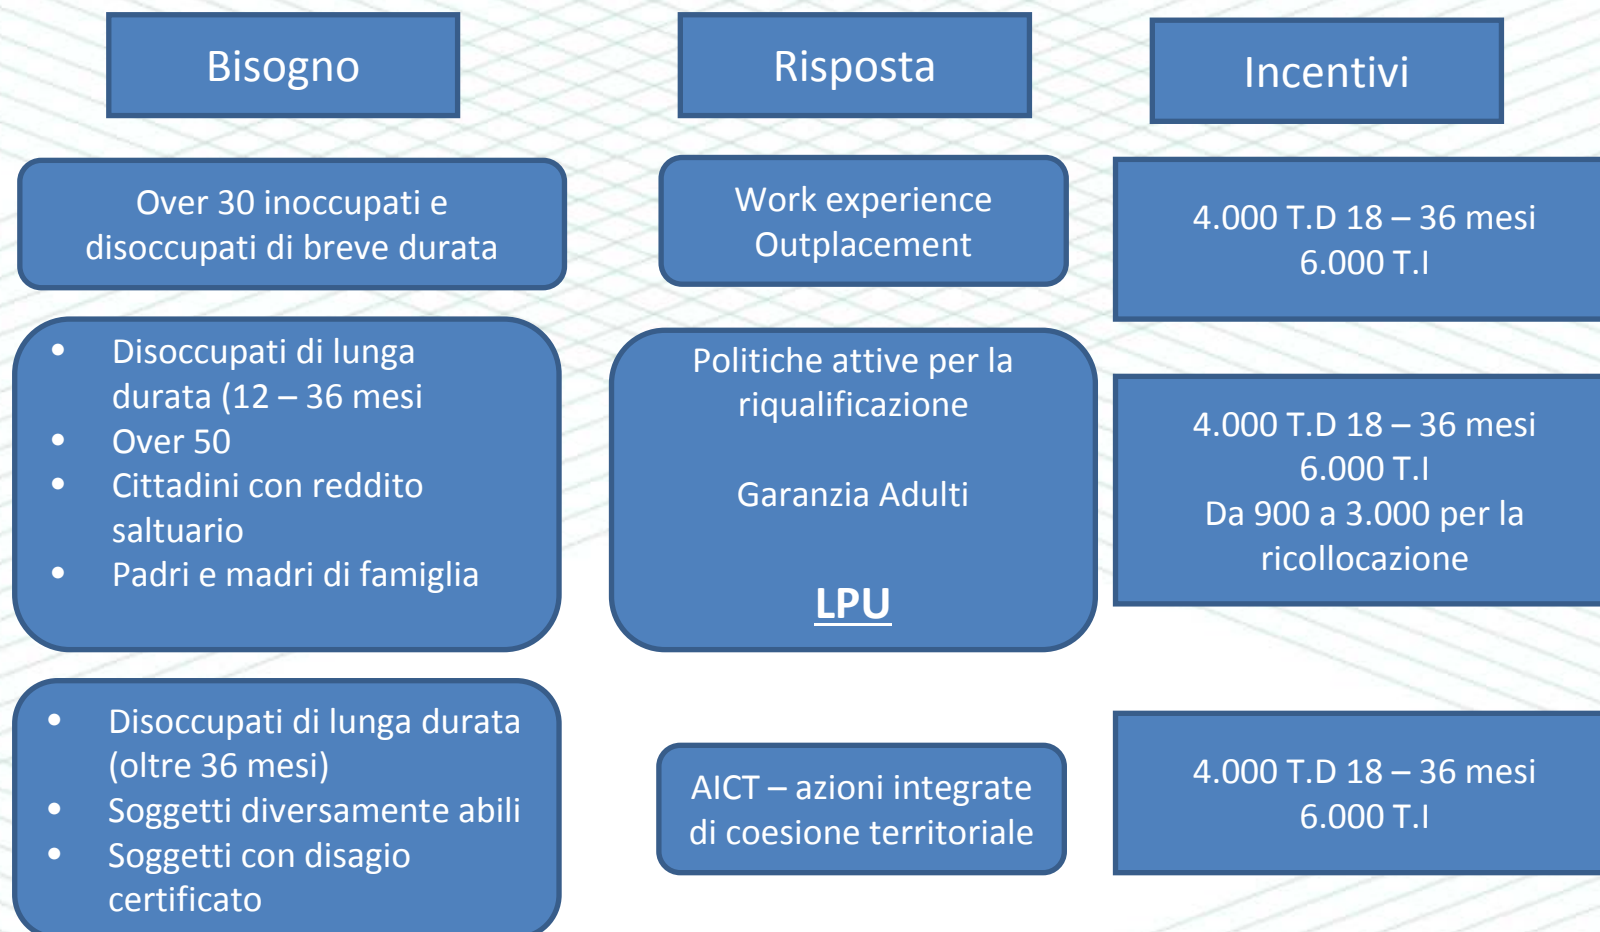 Bisogno
Risposta
Incentivi
Over 30 inoccupati e
disoccupati di breve durata
Work experience
Outplacement
4.000 T.D 18 – 36 mesi
6.000 T.I
• Disoccupati di lunga
durata (12 – 36 mesi
• Over 50
• Cittadini con reddito
saltuario
• Padri e madri di famiglia
Politiche attive per la
riqualificazione
Garanzia Adulti
LPU
4.000 T.D 18 – 36 mesi
6.000 T.I
Da 900 a 3.000 per la
ricollocazione
• Disoccupati di lunga durata
(oltre 36 mesi)
• Soggetti diversamente abili
• Soggetti con disagio
certificato
AICT – azioni integrate
di coesione territoriale
4.000 T.D 18 – 36 mesi
6.000 T.I